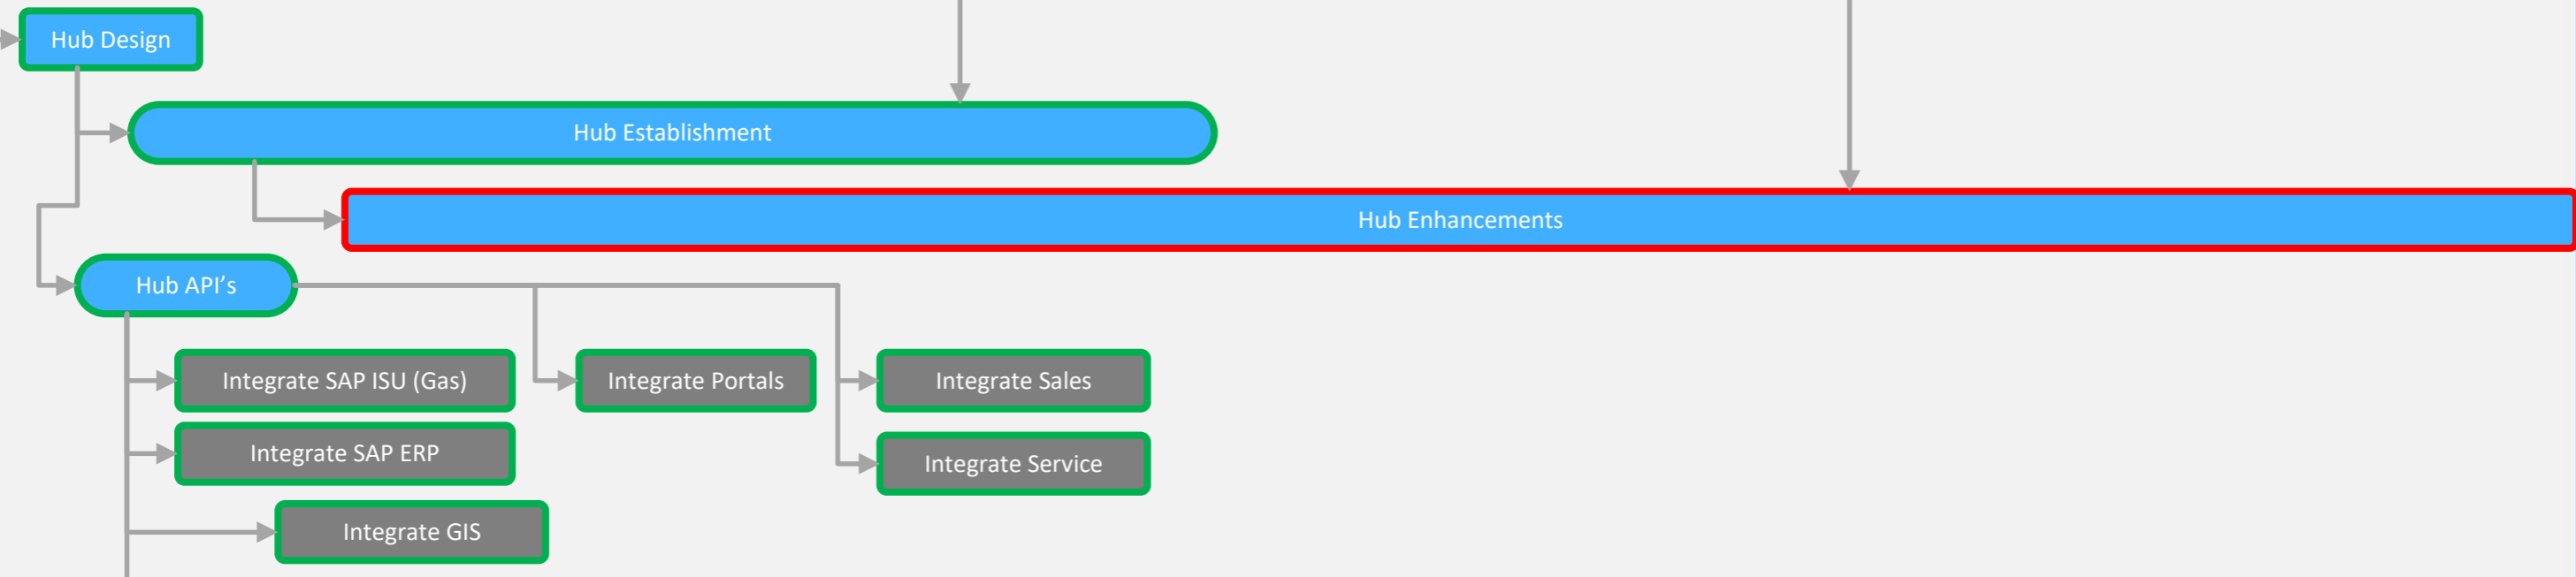 Hub Design
Hub Establishment
Hub Enhancements
Hub API's
Integrate SAP ISU (Gas)
Integrate Portals
Integrate Sales
Integrate SAP ERP
Integrate Service
Integrate GIS